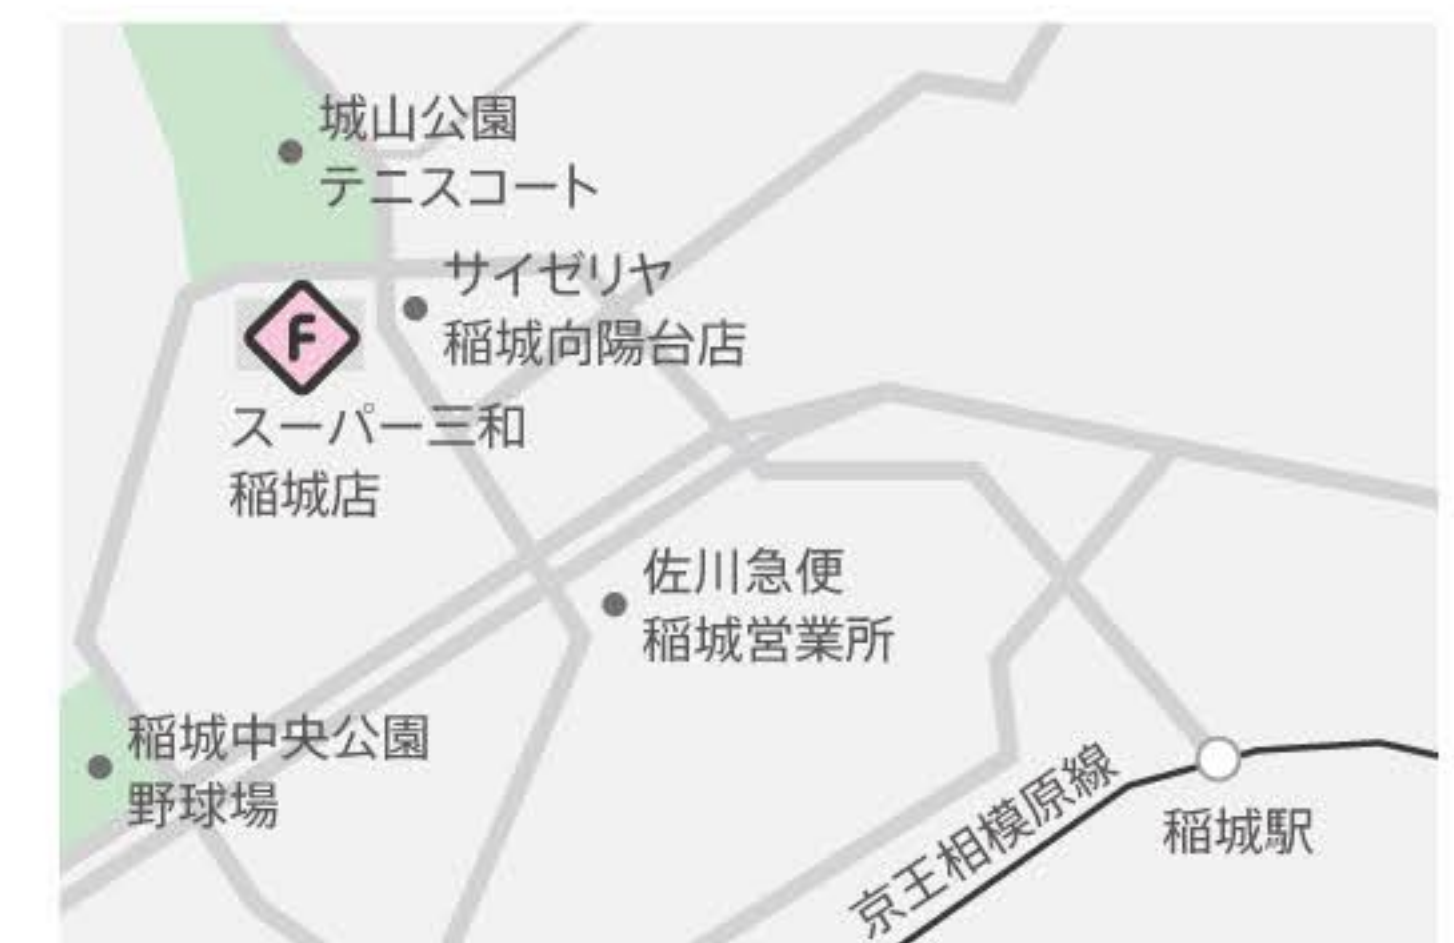 城山公園
テニスコート
サイゼリヤ
稲城向陽台店
F
スーパー三和
稲城店
佐川急便
稲城営業所
稲城中央公園
野球場
京王相模原線
稲城駅